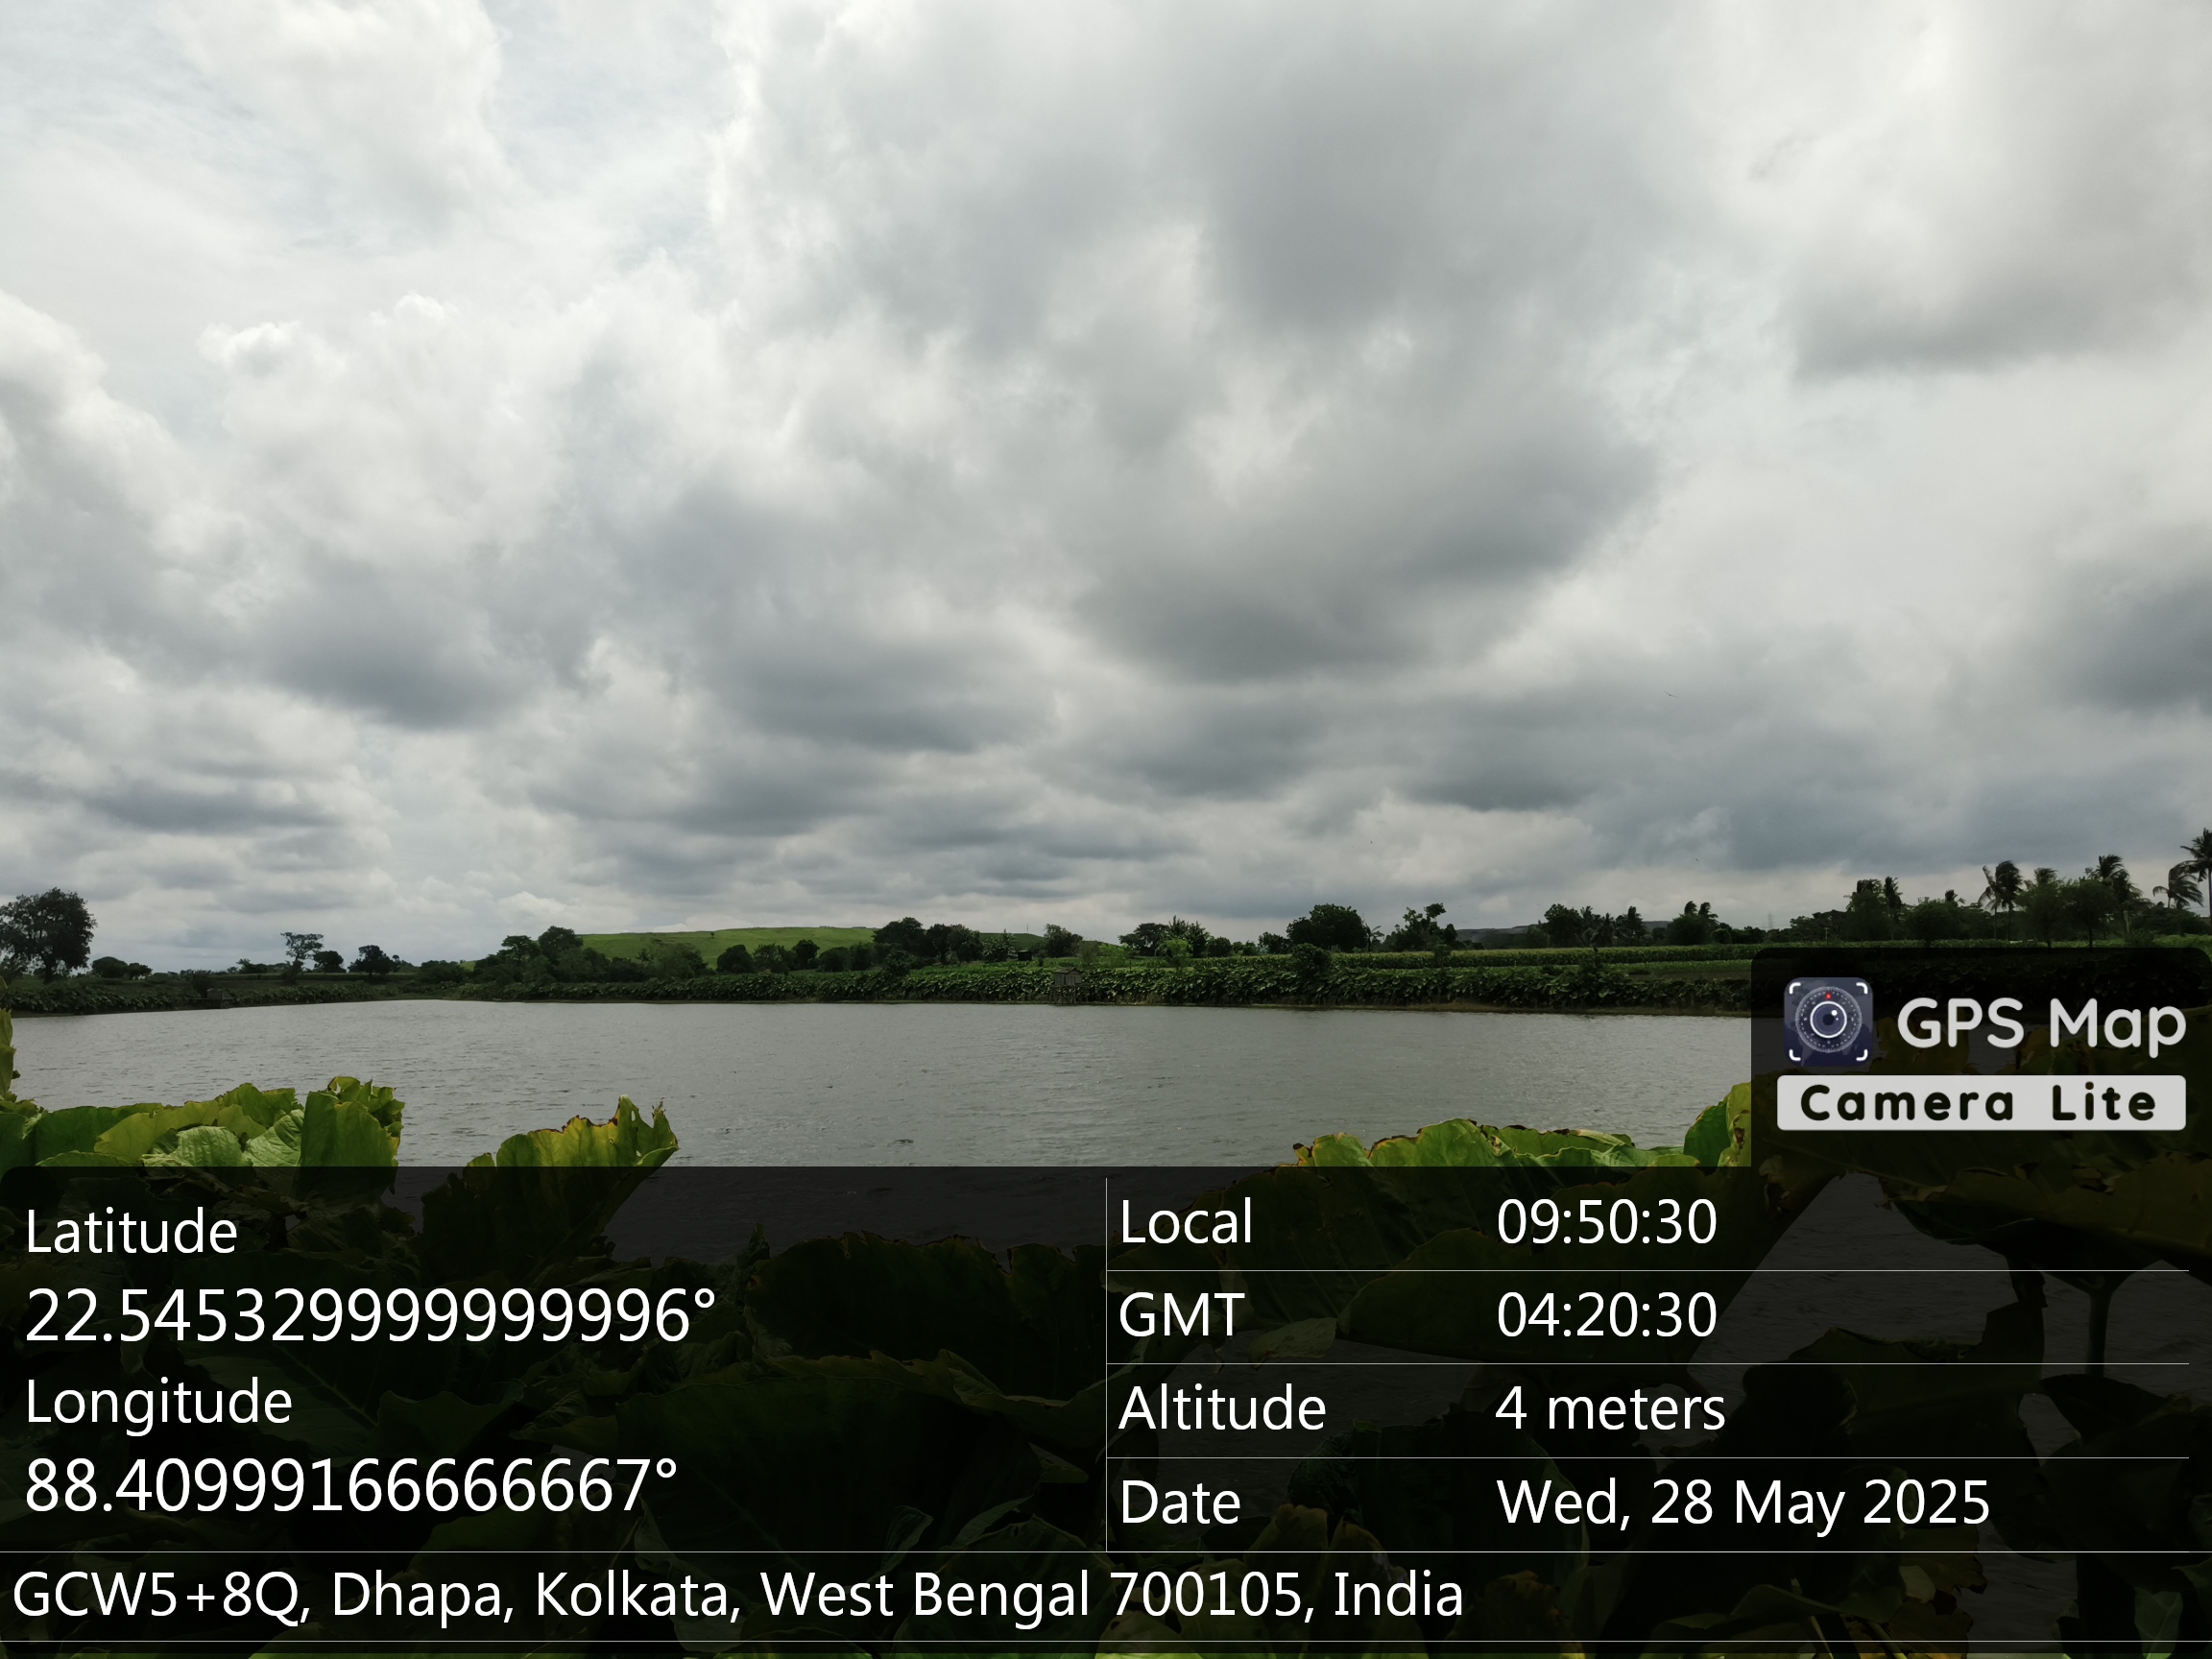 GPS Map
Camera Lite
Latitude
22.545329999999996°
Longitude
88.40999166666667°
Local 09:50:30
GMT 04:20:30
Altitude 4 meters
Date Wed, 28 May 2025
GCW5+8Q, Dhapa, Kolkata, West Bengal 700105, India